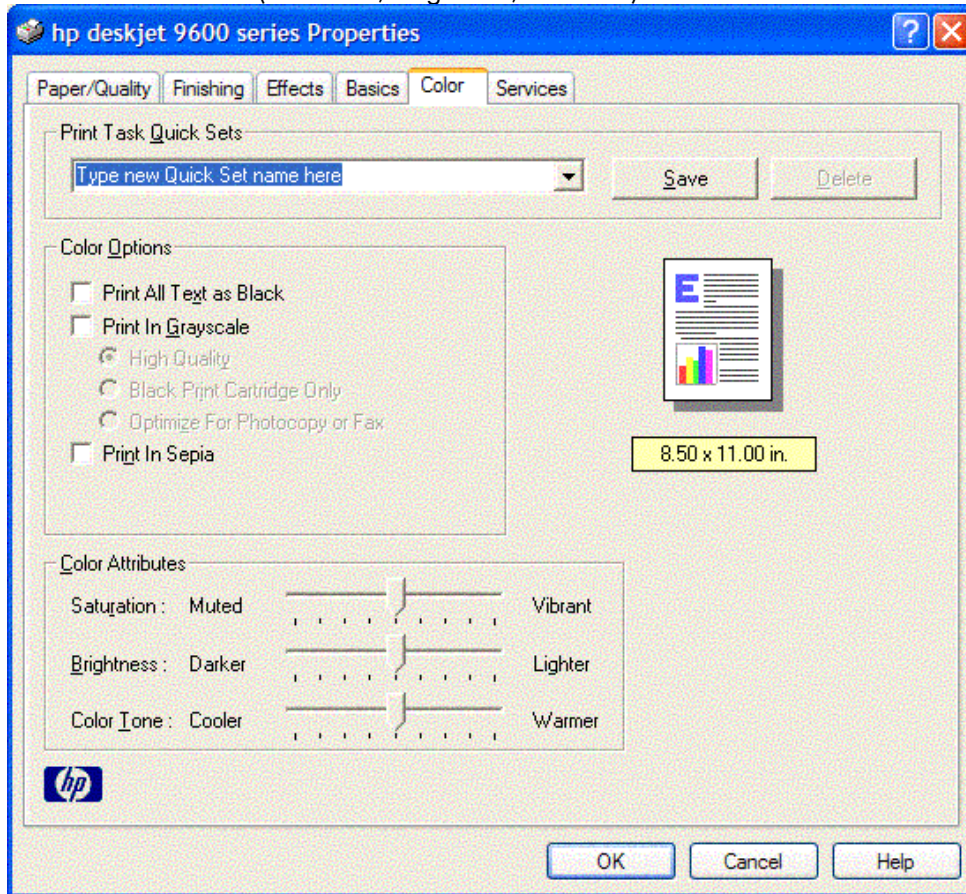 hp deskjet 9600 series Properties
Paper/Quality Finishing Effects Basics Color Services
Print Task Quick Sets
Type new Quick Set name here Save Delete
Color Options
Print All Text as Black
Print In Grayscale
High Quality
Black Print Cartridge Only
Optimize For Photocopy or Fax
Print In Sepia
E
8.50 x 11.00 in.
Color Attributes
Saturation : Muted Vibrant
Brightness : Darker Lighter
Color Tone : Cooler Warmer
hp
OK Cancel Help